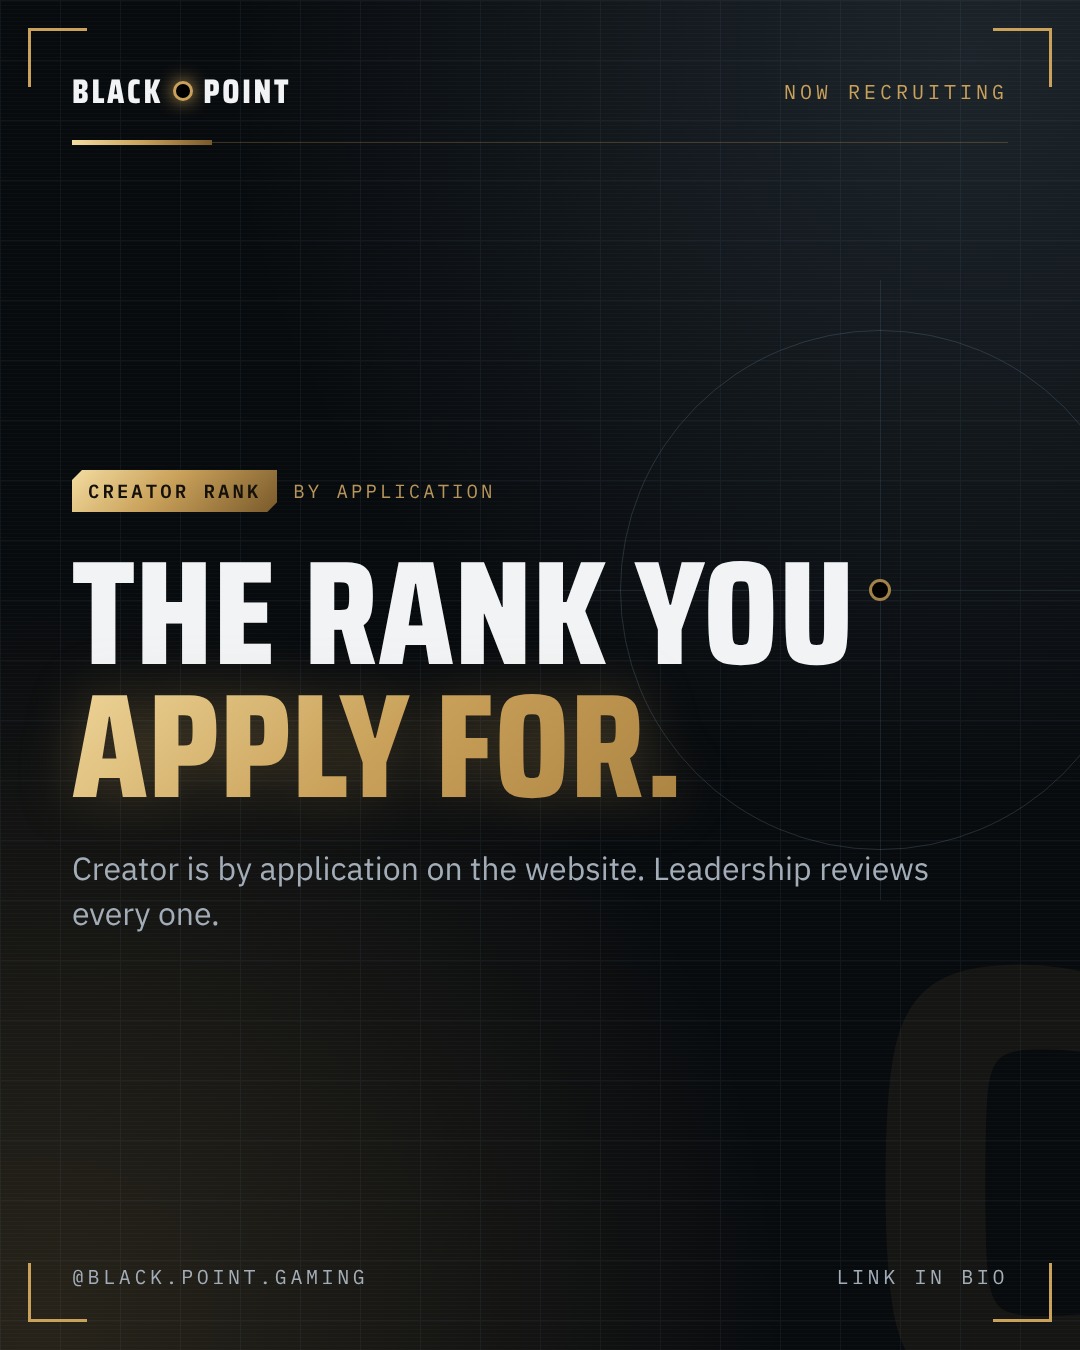 BLACK POINT
NOW RECRUITING
CREATOR RANK
BY APPLICATION
THE RANK YOU
APPLY FOR.
Creator is by application on the website. Leadership reviews
every one.
@BLACK.POINT.GAMING
LINK IN BIO